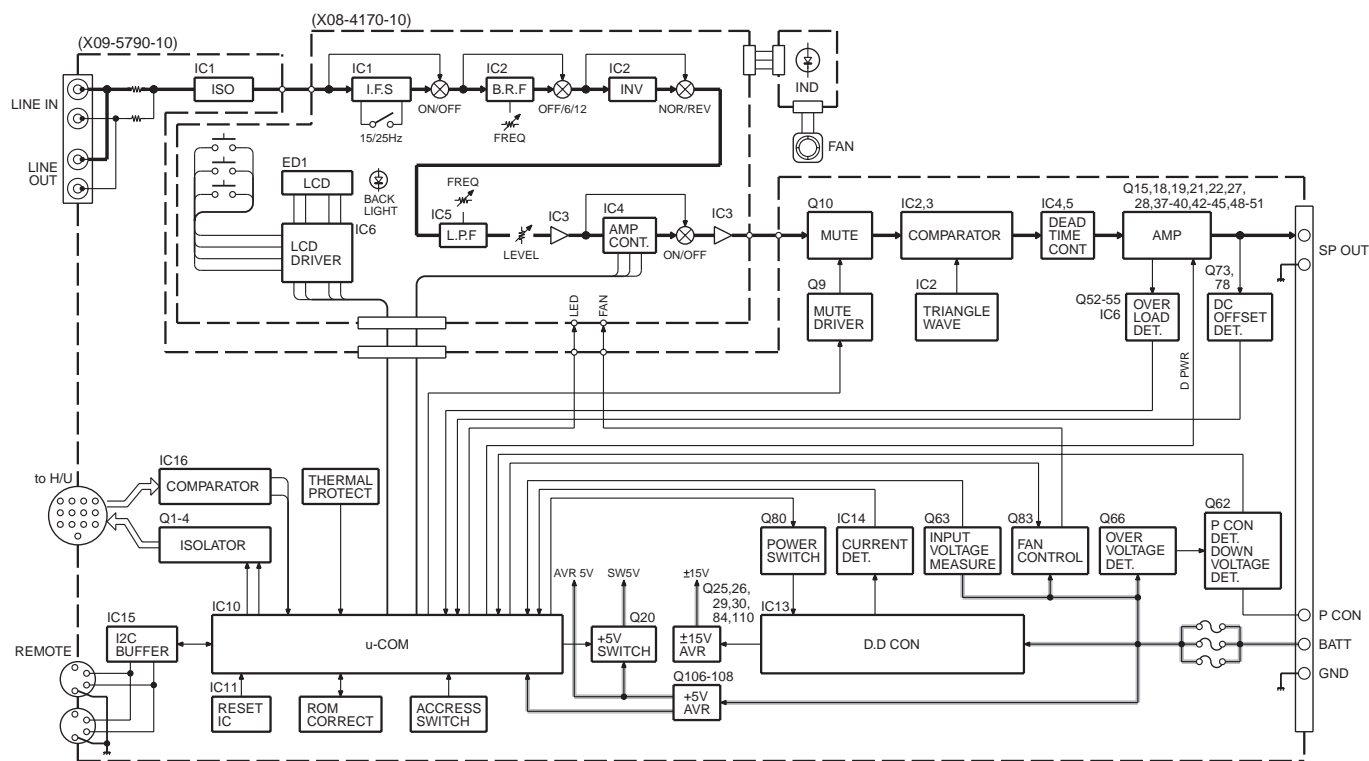 (X08-4170-10)
(X09-5790-10)
LINE IN
LINE
OUT
IC1
ISO
IC1
I.F.S
15/25Hz
ON/OFF
IC2
B.R.F
FREQ
OFF/6/12
IC2
INV
NOR/REV
IND
FAN
ED1
LCD
BACK
LIGHT
IC6
LCD
DRIVER
FREQ
IC5
L.P.F
LEVEL
IC3
IC4
AMP
CONT.
ON/OFF
IC3
LED
FAN
Q10
MUTE
Q9
MUTE
DRIVER
IC2,3
COMPARATOR
IC2
TRIANGLE
WAVE
IC4,5
DEAD
TIME
CONT
Q15,18,19,21,22,27,
28,37-40,42-45,48-51
AMP
SP OUT
Q52-55
IC6
OVER
LOAD
DET.
Q73,
78
DC
OFFSET
DET.
D PWR
to H/U
IC16
COMPARATOR
Q1-4
ISOLATOR
THERMAL
PROTECT
Q80
POWER
SWITCH
IC14
CURRENT
DET.
Q63
INPUT
VOLTAGE
MEASURE
Q83
FAN
CONTROL
Q66
OVER
VOLTAGE
DET.
Q62
P CON
DET.
DOWN
VOLTAGE
DET.
AVR 5V
SW5V
±15V
Q25,26,
29,30,
84,110
IC15
I2C
BUFFER
REMOTE
IC10
u-COM
Q20
+5V
SWITCH
±15V
AVR
IC13
D.D CON
P CON
BATT
GND
Q106-108
+5V
AVR
IC11
RESET
IC
ROM
CORRECT
ACCRESS
SWITCH